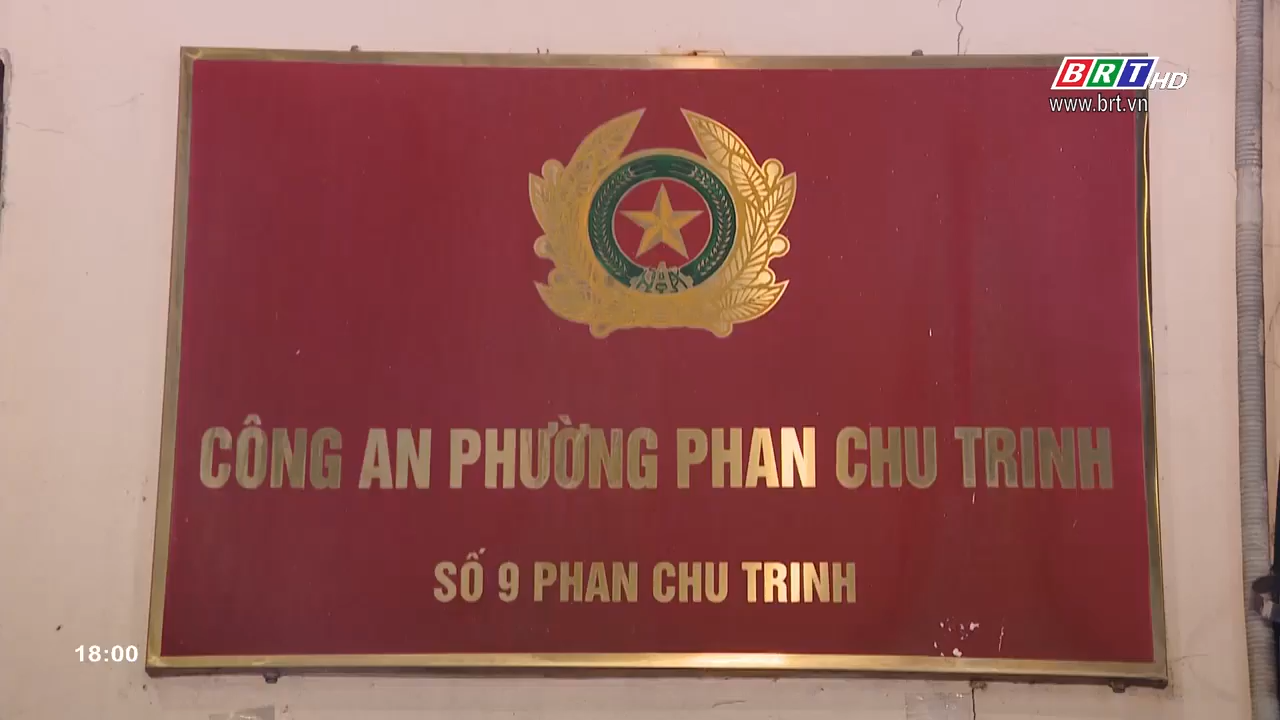 BRT HD
www.brt.vn
CÔNG AN PHƯỜNG PHAN CHU TRINH
SỐ 9 PHAN CHU TRINH
18:00